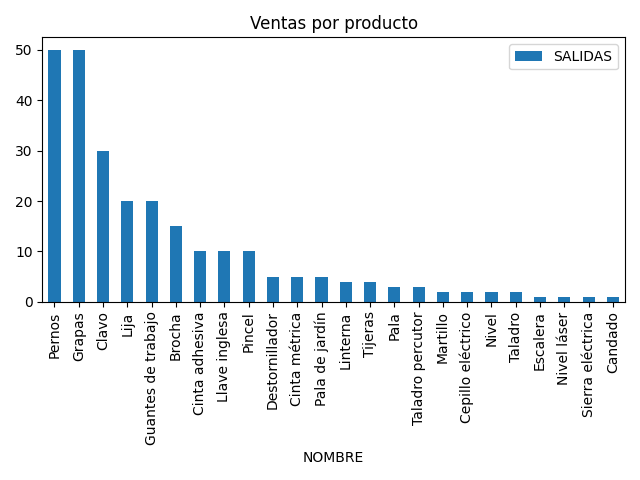 Ventas por producto
SALIDAS
50
40
30
20
10
0
Pernos
Grapas
Clavo
Lija
Guantes de trabajo
Brocha
Cinta adhesiva
Llave inglesa
Pincel
Destornillador
Cinta métrica
Pala de jardín
Linterna
Tijeras
Pala
Taladro percutor
Martillo
Cepillo eléctrico
Nivel
Taladro
Escalera
Nivel láser
Sierra eléctrica
Candado
NOMBRE